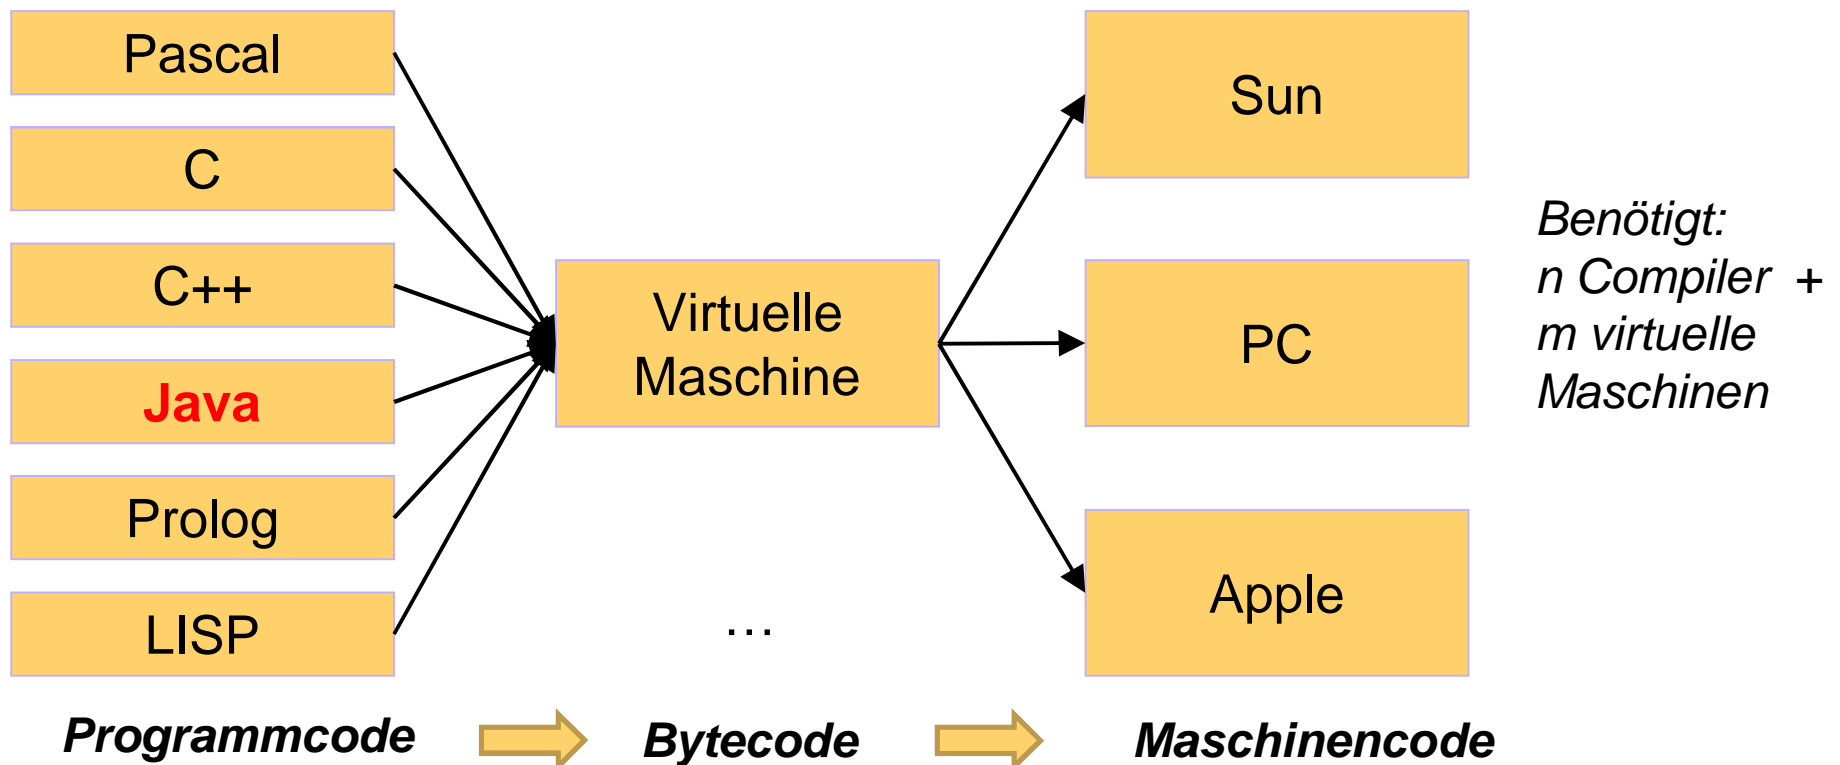 Pascal
C
C++
Java
Prolog
LISP
Virtuelle
Maschine
…
Sun
PC
Apple
Benötigt:
n Compiler +
m virtuelle
Maschinen
Programmcode
Bytecode
Maschinencode